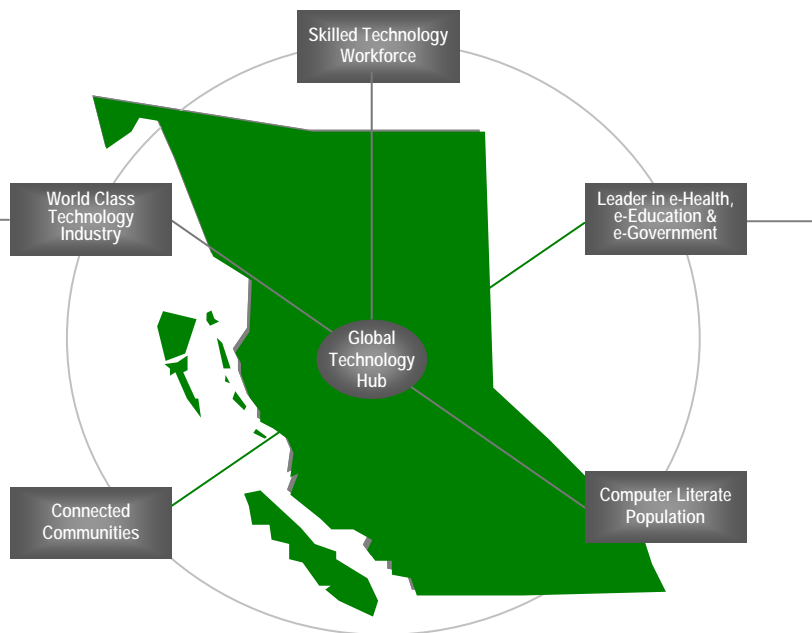 Skilled Technology
Workforce
World Class
Technology
Industry
Leader in e-Health,
e-Education &
e-Government
Global
Technology
Hub
Connected
Communities
Computer Literate
Population